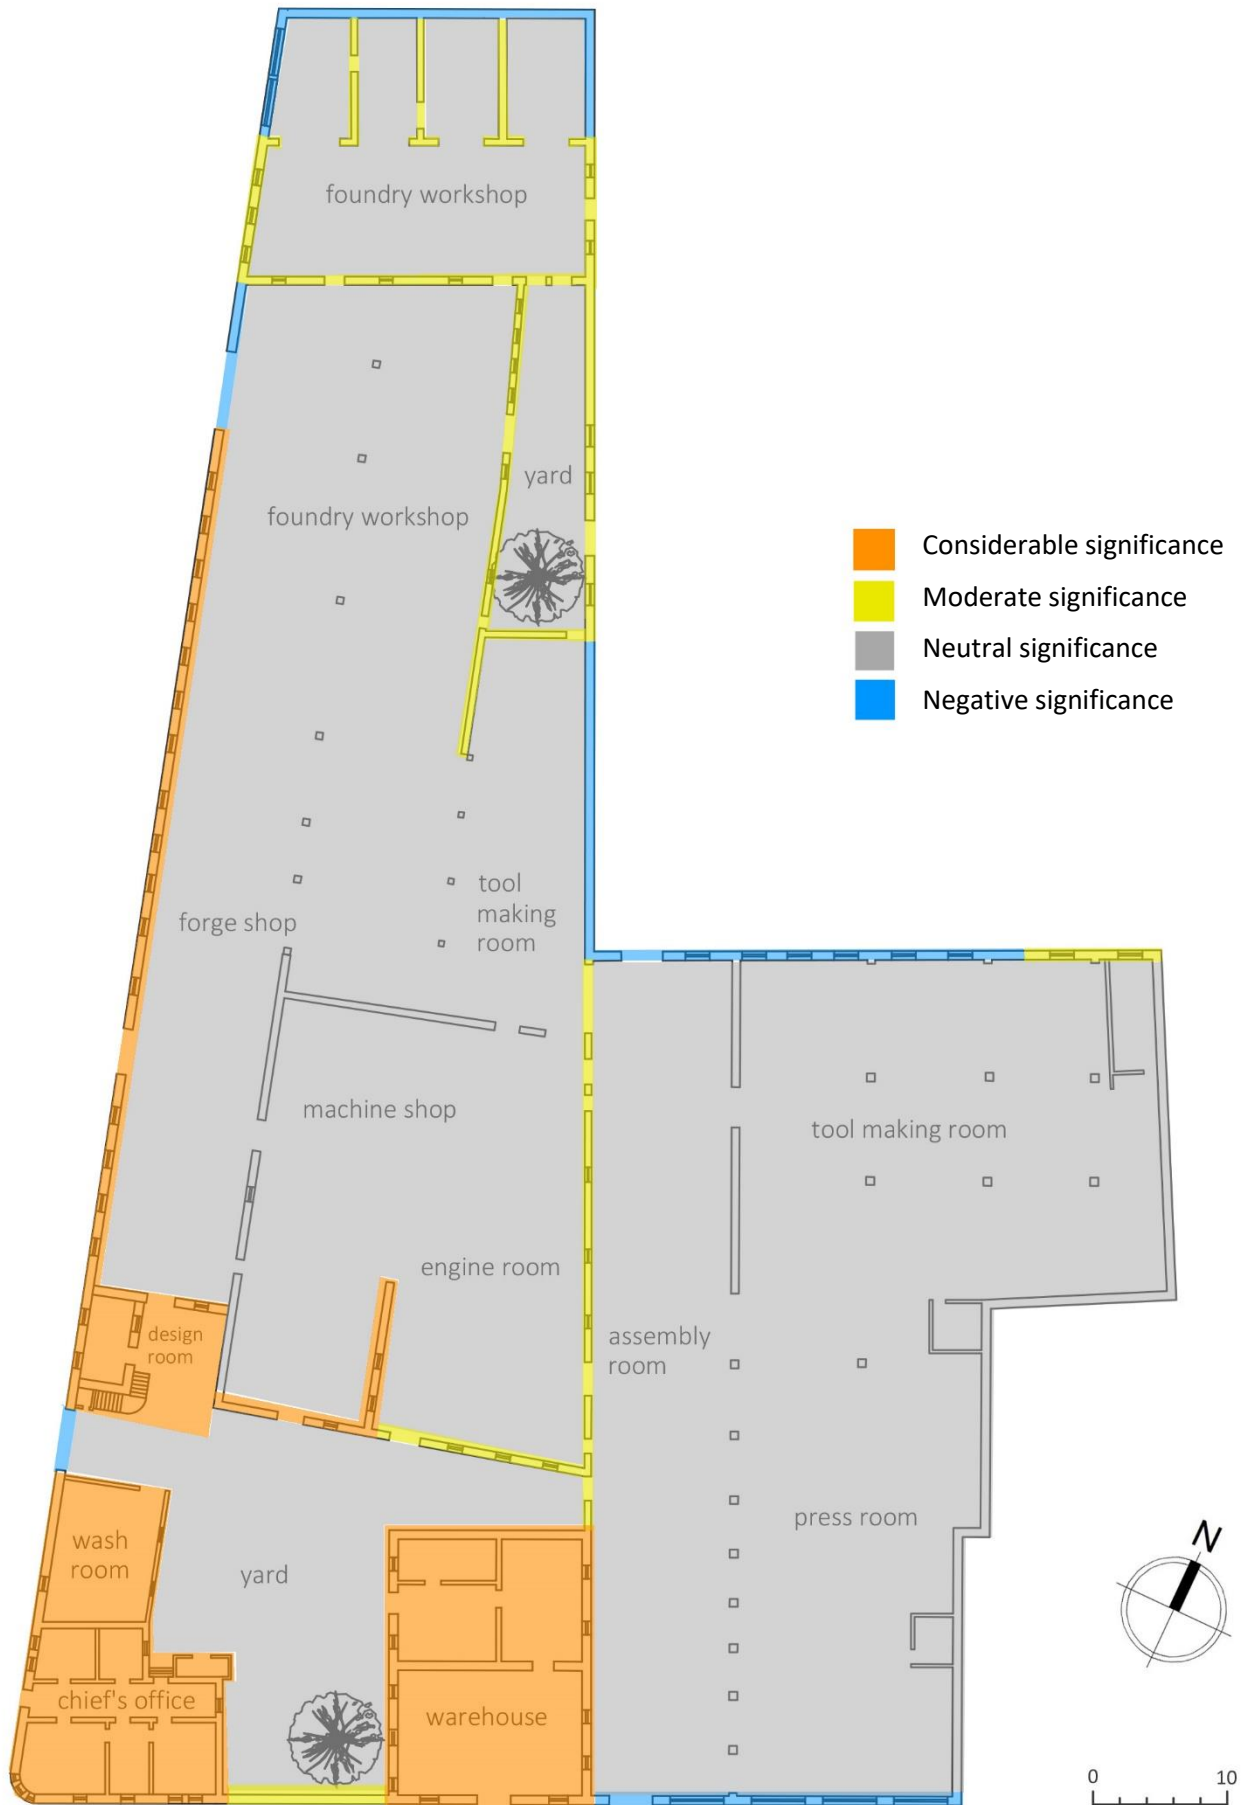 foundry workshop
yard
foundry workshop
Considerable significance
Moderate significance
Neutral significance
Negative significance
tool
making
room
forge shop
machine shop
tool making room
engine room
design
room
assembly
room
press room
N
wash
room
yard
chief's office
warehouse
0
10